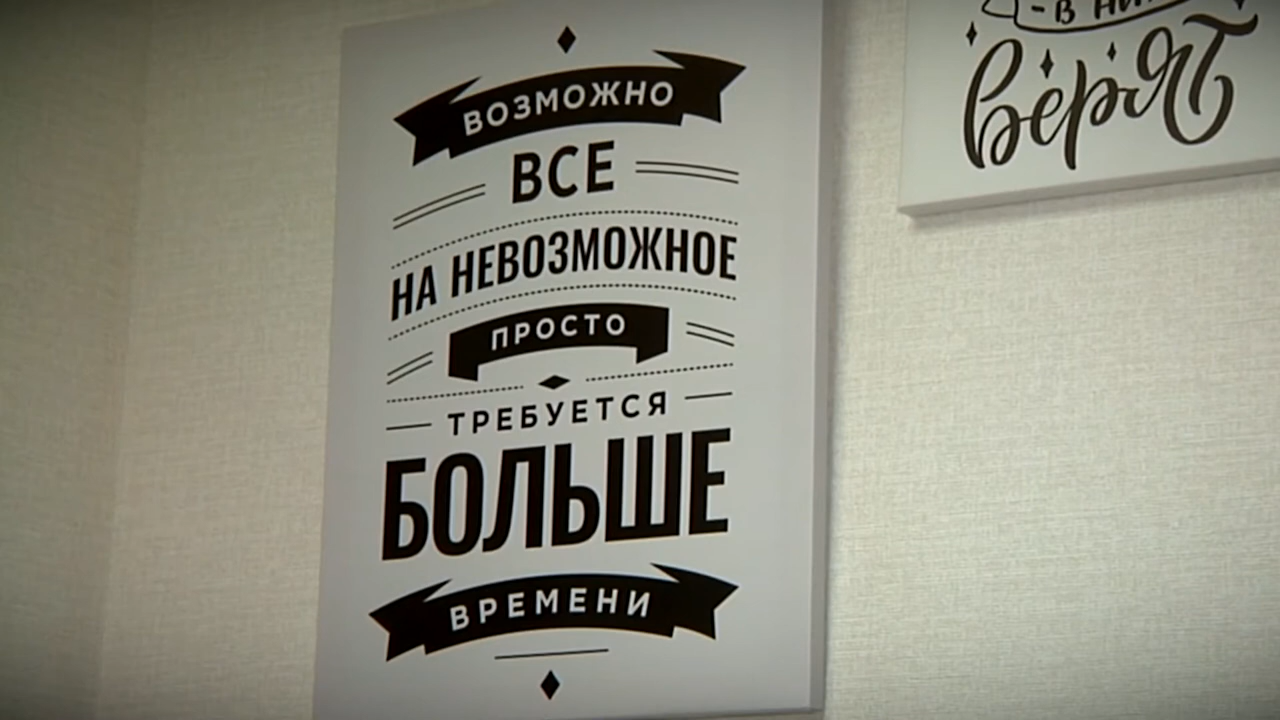 ВОЗМОЖНО
ВСЕ
НА НЕВОЗМОЖНОЕ
ПРОСТО
ТРЕБУЕТСЯ
БОЛЬШЕ
ВРЕМЕНИ
-В
верят